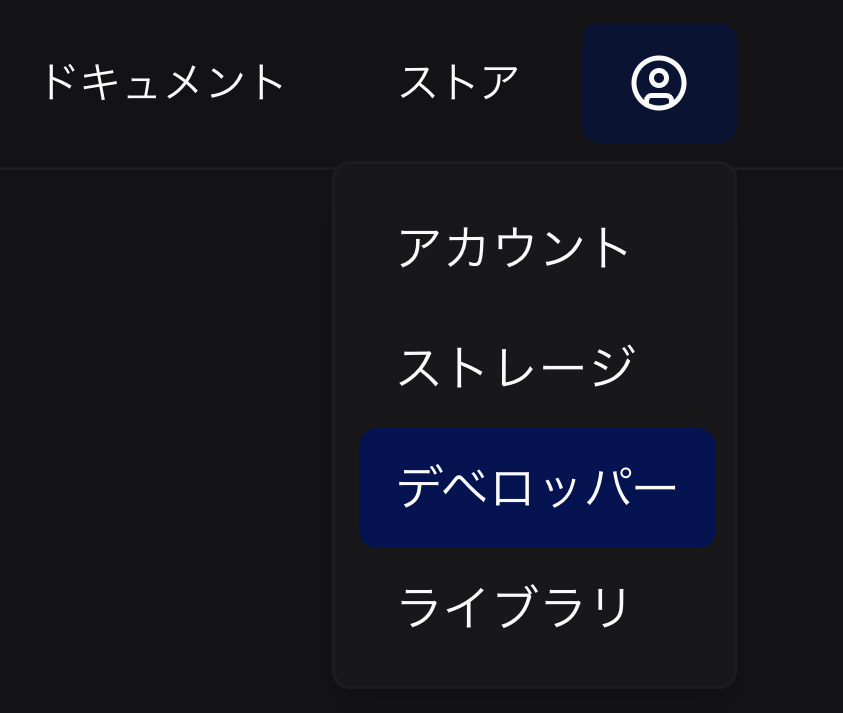 ドキュメント
ストア
アカウント
ストレージ
デベロッパー
ライブラリ